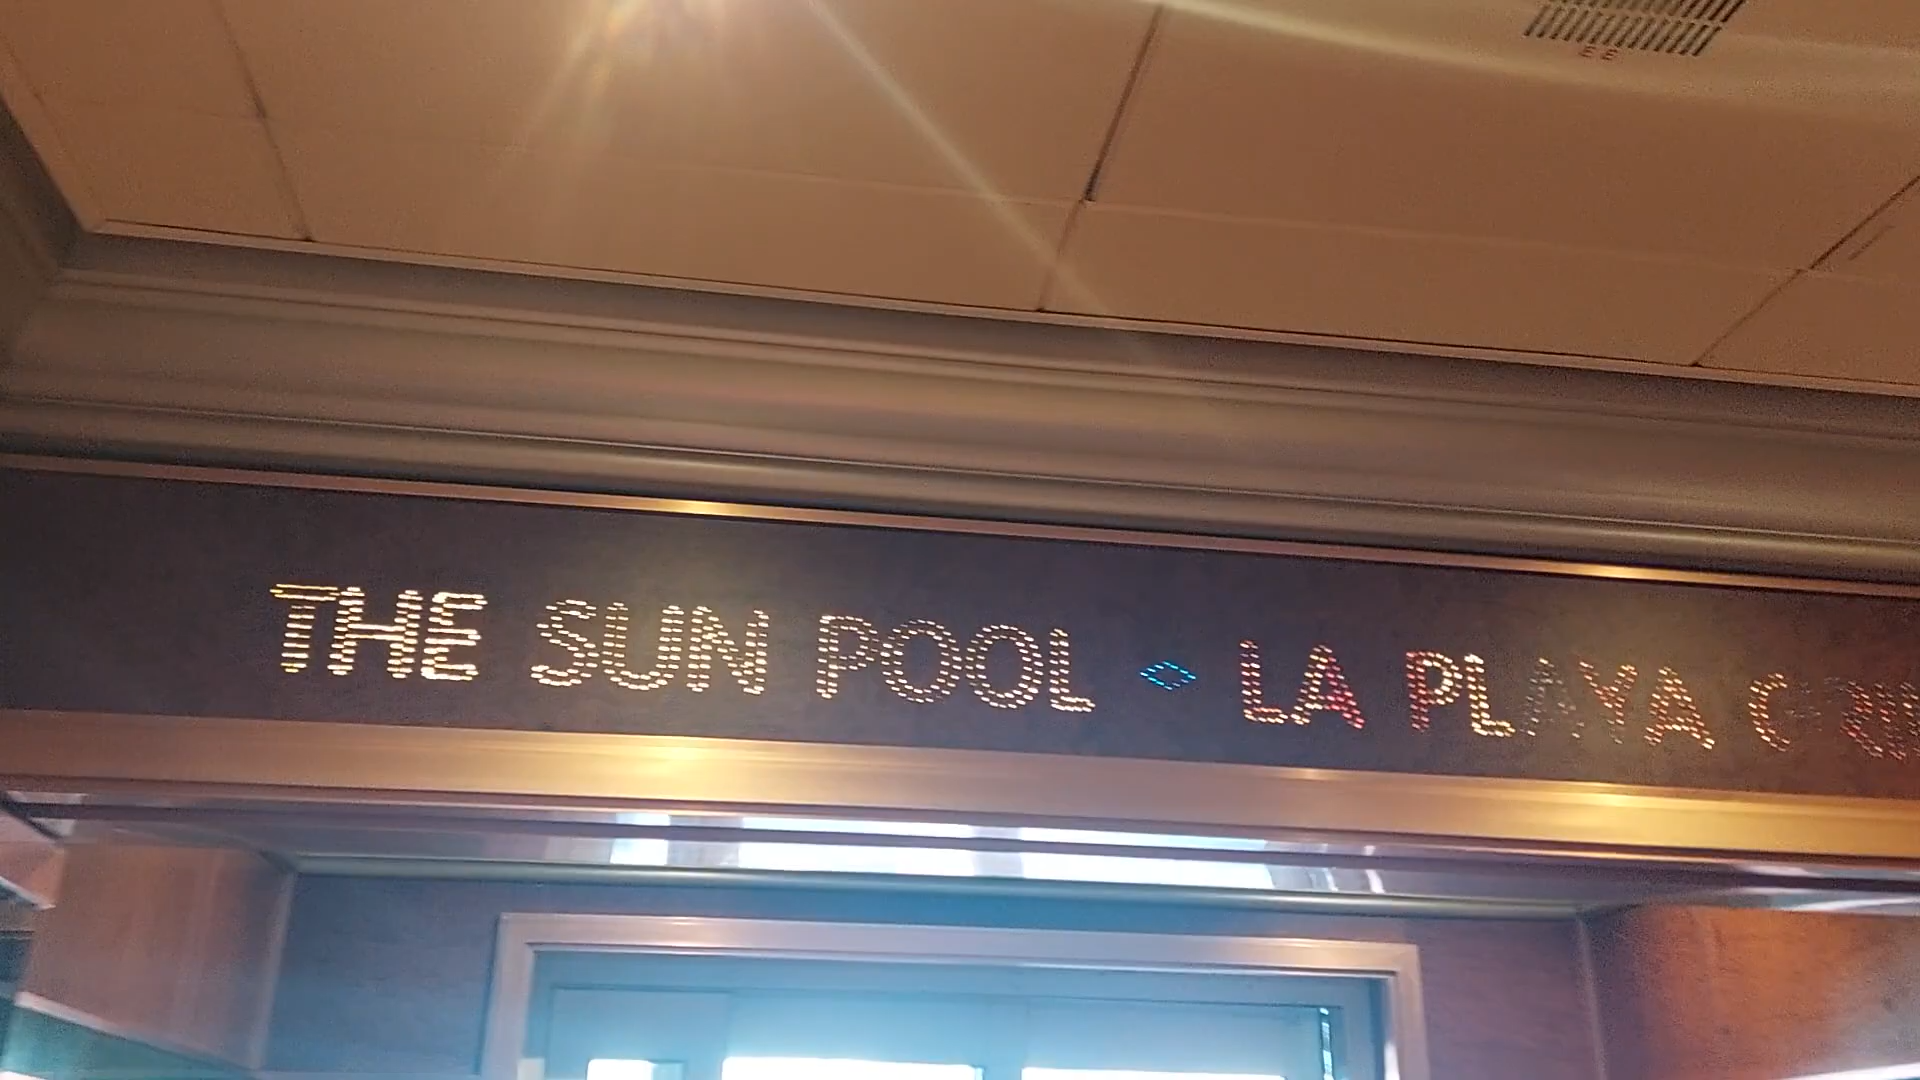 THE SUN POOL ◇ LA PLAYA